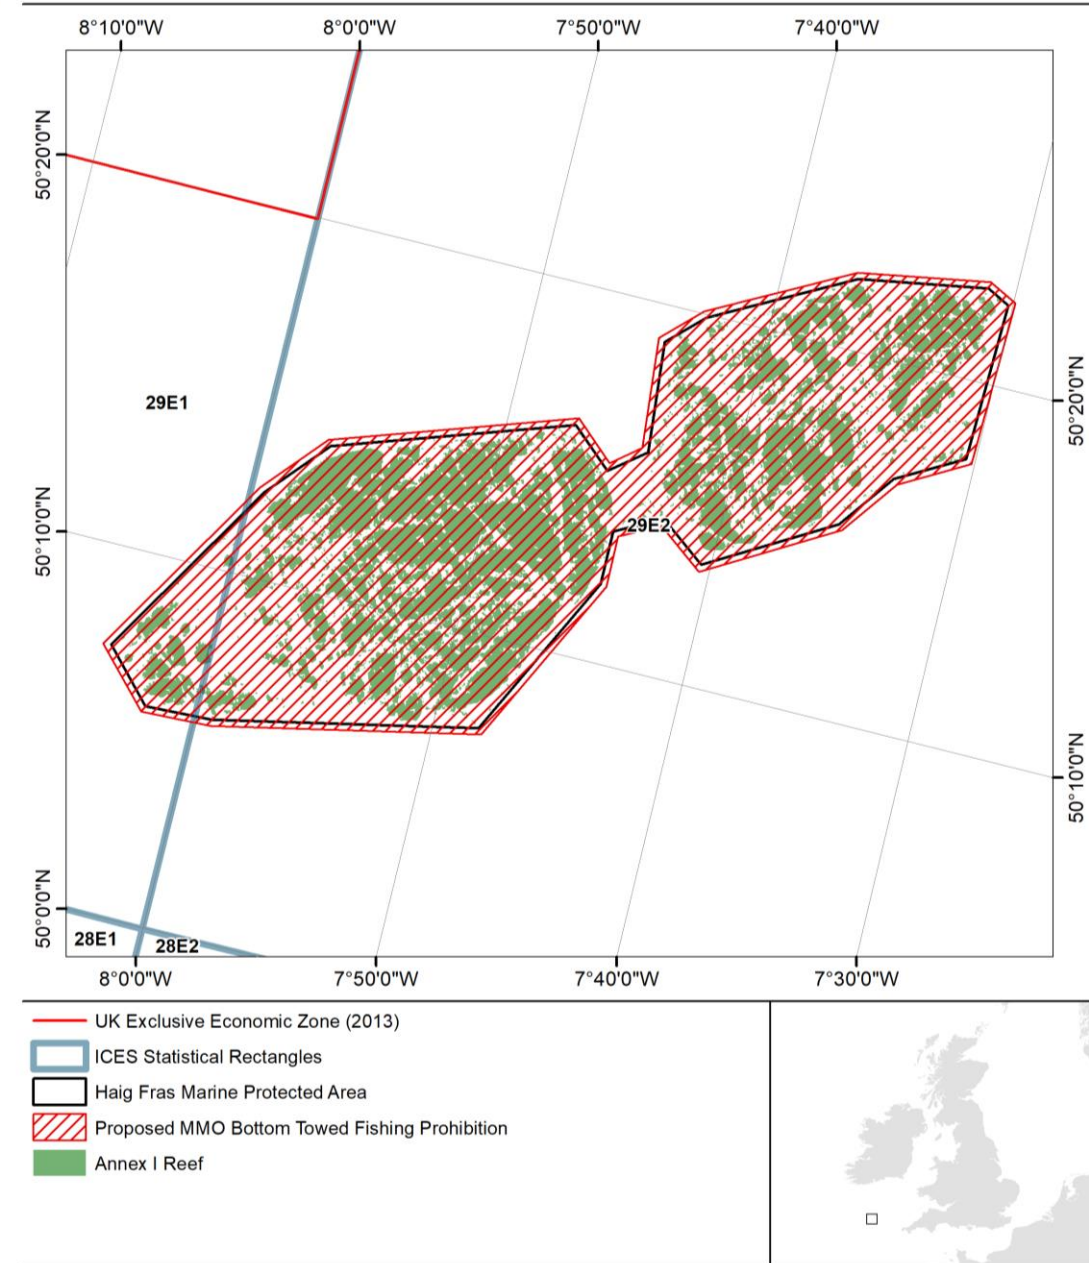 8°10'0"W 8°0'0"W 7°50'0"W 7°40'0"W
50°20'0"N
29E1
50°20'0"N
50°10'0"N
29E2
50°10'0"N
50°0'0"N
28E1 28E2
8°0'0"W 7°50'0"W 7°40'0"W 7°30'0"W
UK Exclusive Economic Zone (2013)
ICES Statistical Rectangles
Haig Fras Marine Protected Area
Proposed MMO Bottom Towed Fishing Prohibition
Annex I Reef